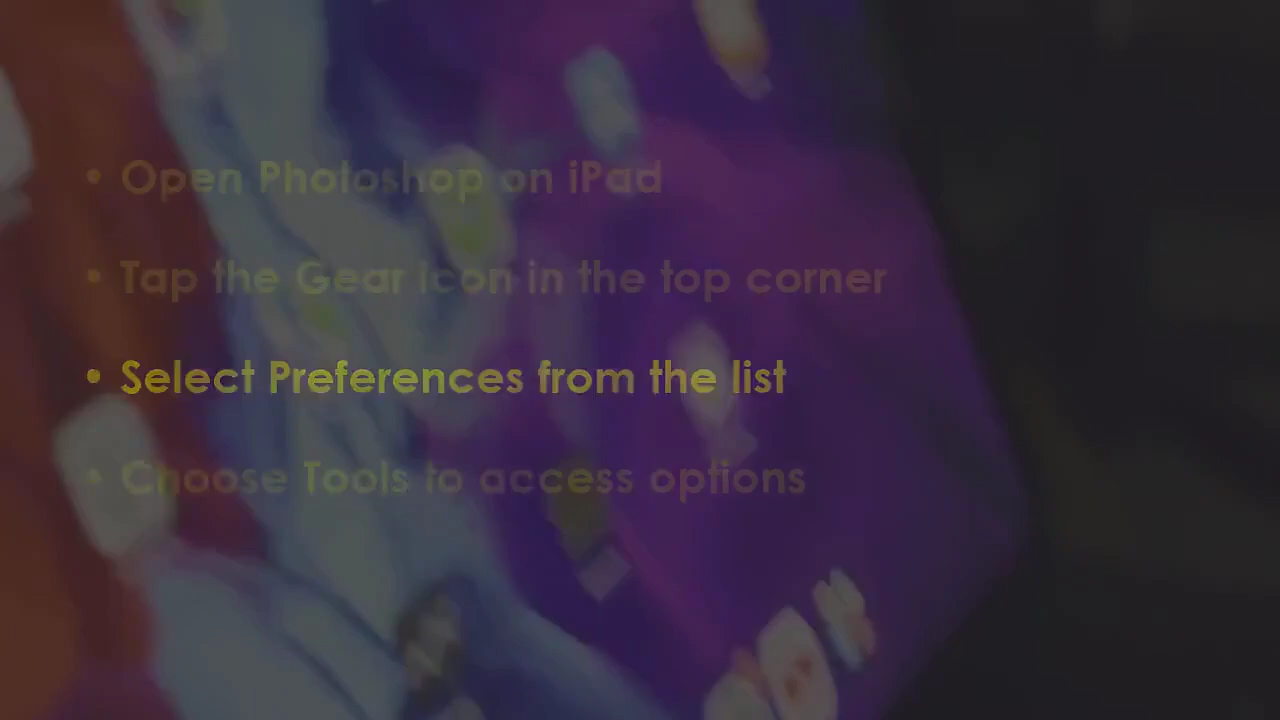 • Open Photoshop on iPad
• Tap the Gear icon in the top corner
• Select Preferences from the list
• Choose Tools to access options